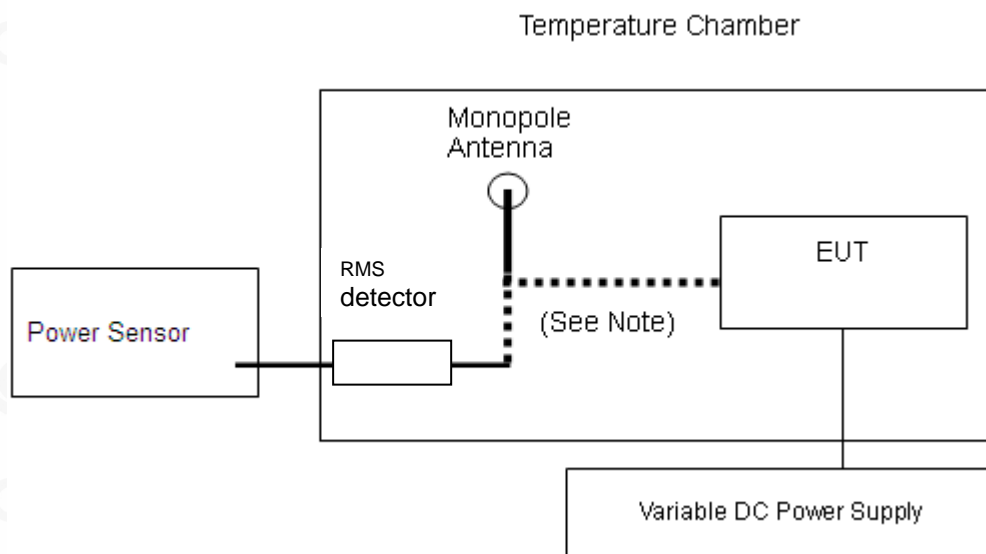 Temperature Chamber
Monopole
Antenna
EUT
RMS
detector
(See Note)
Power Sensor
Variable DC Power Supply